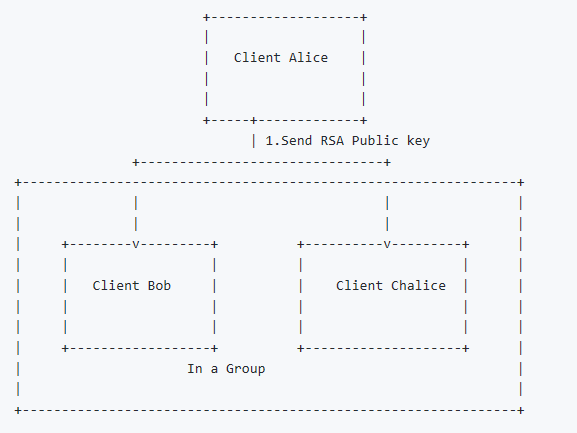 Client Alice
1.Send RSA Public key
Client Bob Client Chalice
In a Group